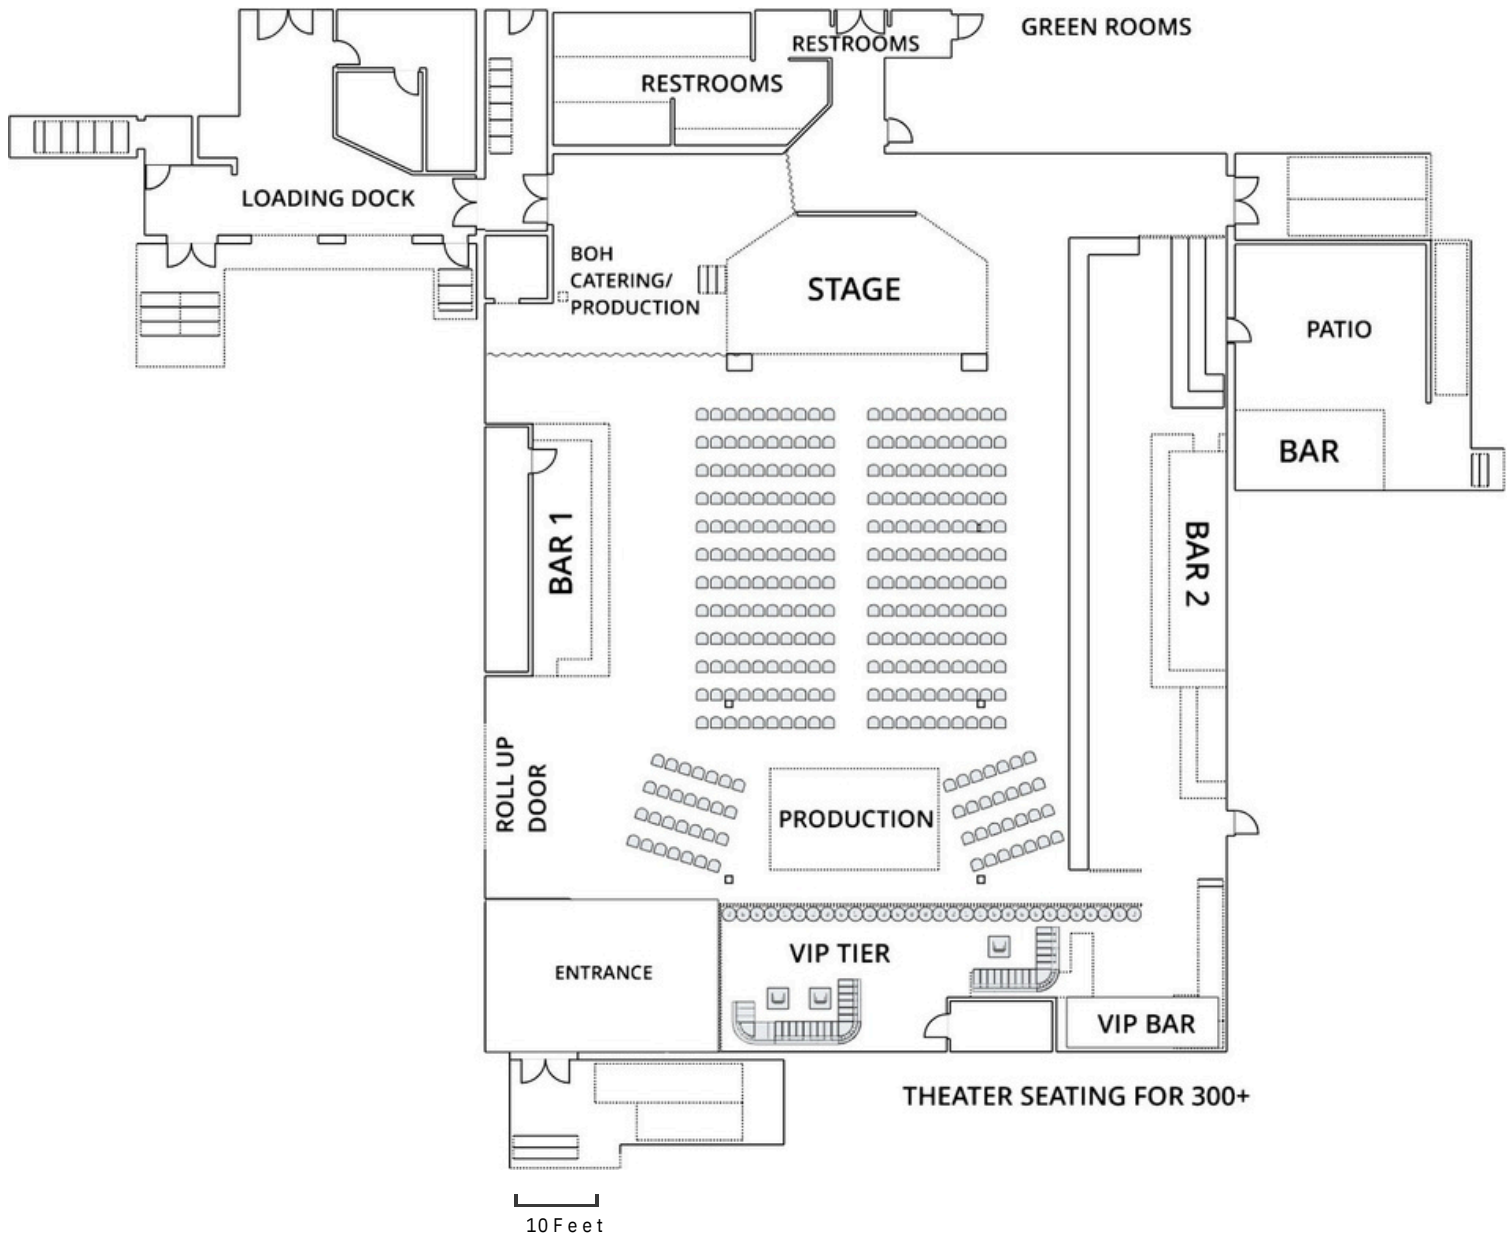 GREEN ROOMS
RESTROOMS
RESTROOMS
LOADING DOCK
BOH
CATERING/
PRODUCTION
STAGE
PATIO
BAR
BAR 1
BAR 2
ROLL UP
DOOR
PRODUCTION
VIP TIER
ENTRANCE
VIP BAR
THEATER SEATING FOR 300+
10 Feet